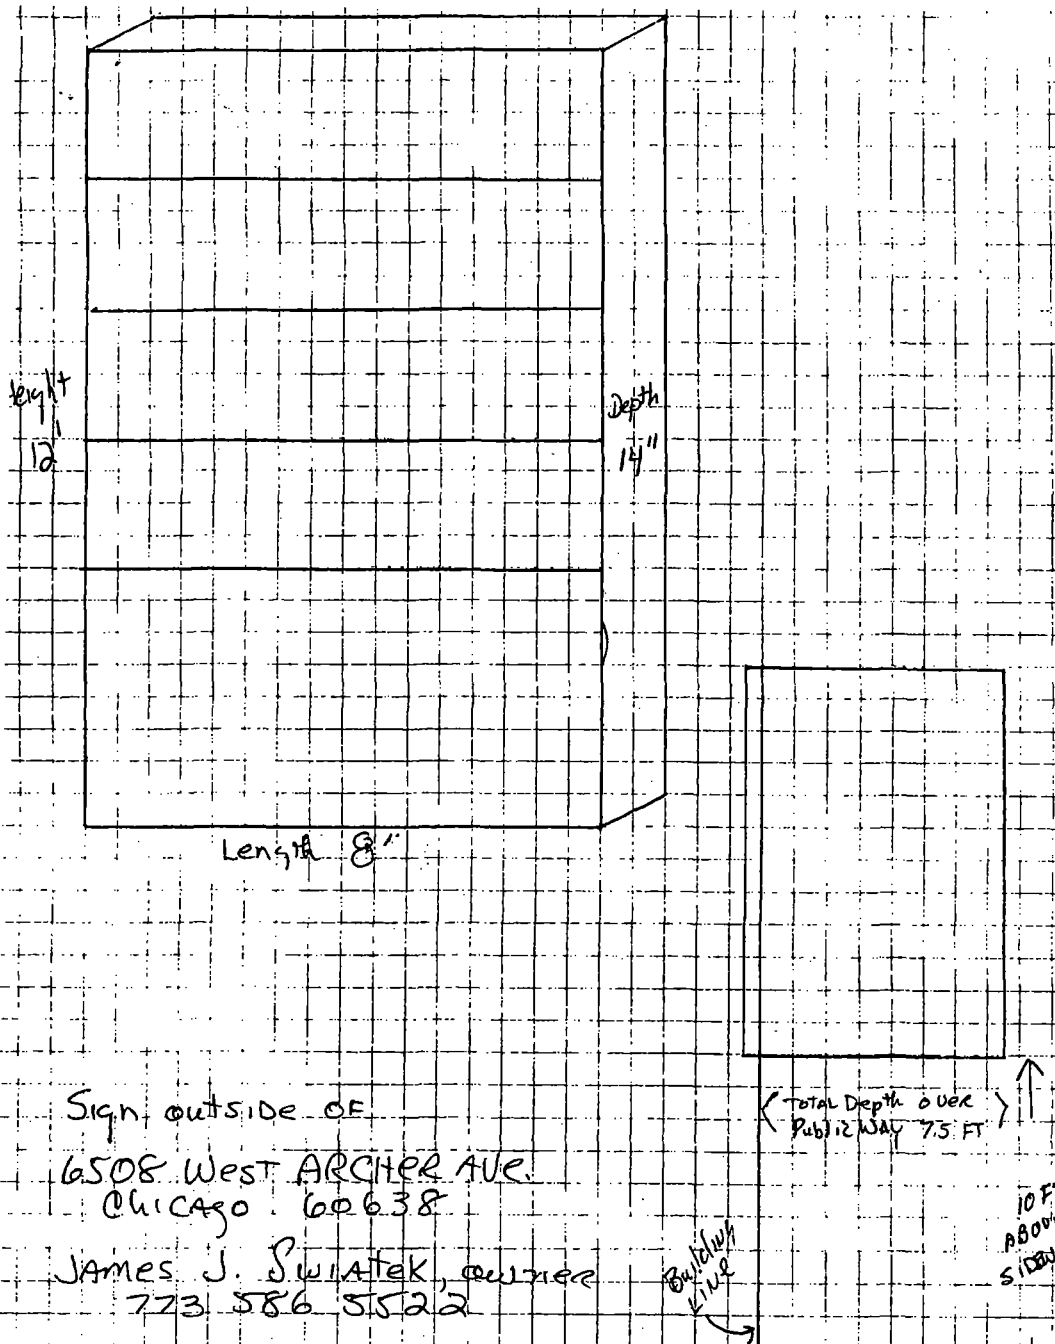 Height
12'
Depth
14"
Length 8"
Total Depth over
Public Way 7.5 FT
Sign outside of
6508 West Archer Ave.
Chicago 60638
James J. Swiatek, owner
773 586 5522
Building
Line
10 F
Above